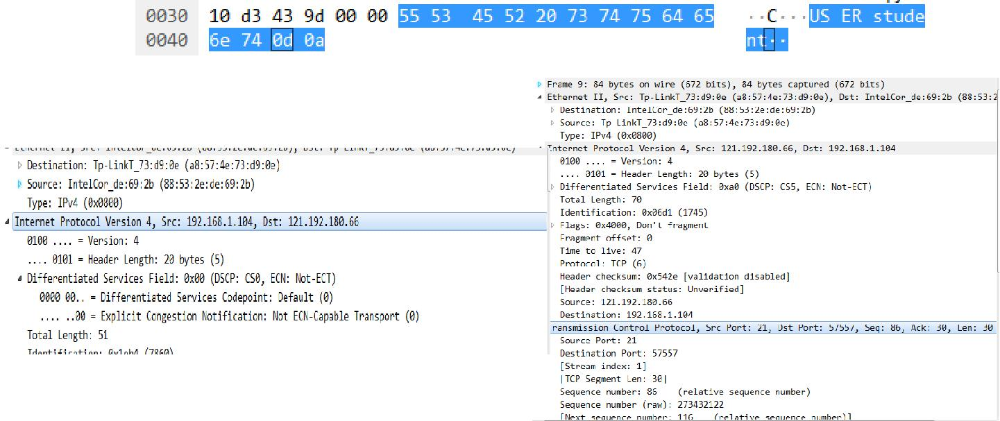 0030 10 d3 43 9d 00 00 55 53 45 52 20 73 74 75 64 65 ··C···US ER stude
0040 6e 74 0d 0a nt··
Frame 9: 84 bytes on wire (672 bits), 84 bytes captured (672 bits)
Ethernet II, Src: Tp-LinkT_73:d9:0e (a8:57:4e:73:d9:0e), Dst: IntelCor_de:69:2b (88:53:2
Destination: IntelCor_de:69:2b (88:53:2e:de:69:2b)
Source: Tp LinkT_73:d9:0e (a8:57:4e:73:d9:0e)
Type: IPv4 (0x0800)
Internet Protocol Version 4, Src: 121.192.180.66, Dst: 192.168.1.104
0100 .... = Version: 4
.... 0101 = Header Length: 20 bytes (5)
Differentiated Services Field: 0xa0 (DSCP: CS5, ECN: Not-ECT)
Total Length: 70
Identification: 0x06d1 (1745)
Flags: 0x4000, Don't fragment
Fragment offset: 0
Time to live: 47
Protocol: TCP (6)
Header checksum: 0x542e [validation disabled]
[Header checksum status: Unverified]
Source: 121.192.180.66
Destination: 192.168.1.104
ransmission Control Protocol, Src Port: 21, Dst Port: 57557, Seq: 86, Ack: 30, Len: 30
Source Port: 21
Destination Port: 57557
[Stream index: 1]
[TCP Segment Len: 30]
Sequence number: 86 (relative sequence number)
Sequence number (raw): 273432122
[Next sequence number: 116 (relative sequence number)]
Ethernet II, Src: IntelCor_de:69:2b (88:53:2e:de:69:2b), Dst: Tp-LinkT_73:d9:0e (a8:57:4e:73:d9:0e)
Destination: Tp-LinkT_73:d9:0e (a8:57:4e:73:d9:0e)
Source: IntelCor_de:69:2b (88:53:2e:de:69:2b)
Type: IPv4 (0x0800)
Internet Protocol Version 4, Src: 192.168.1.104, Dst: 121.192.180.66
0100 .... = Version: 4
.... 0101 = Header Length: 20 bytes (5)
Differentiated Services Field: 0x00 (DSCP: CS0, ECN: Not-ECT)
0000 00.. = Differentiated Services Codepoint: Default (0)
.... ..00 = Explicit Congestion Notification: Not ECN-Capable Transport (0)
Total Length: 51
Identification: 0x1eb4 (7860)